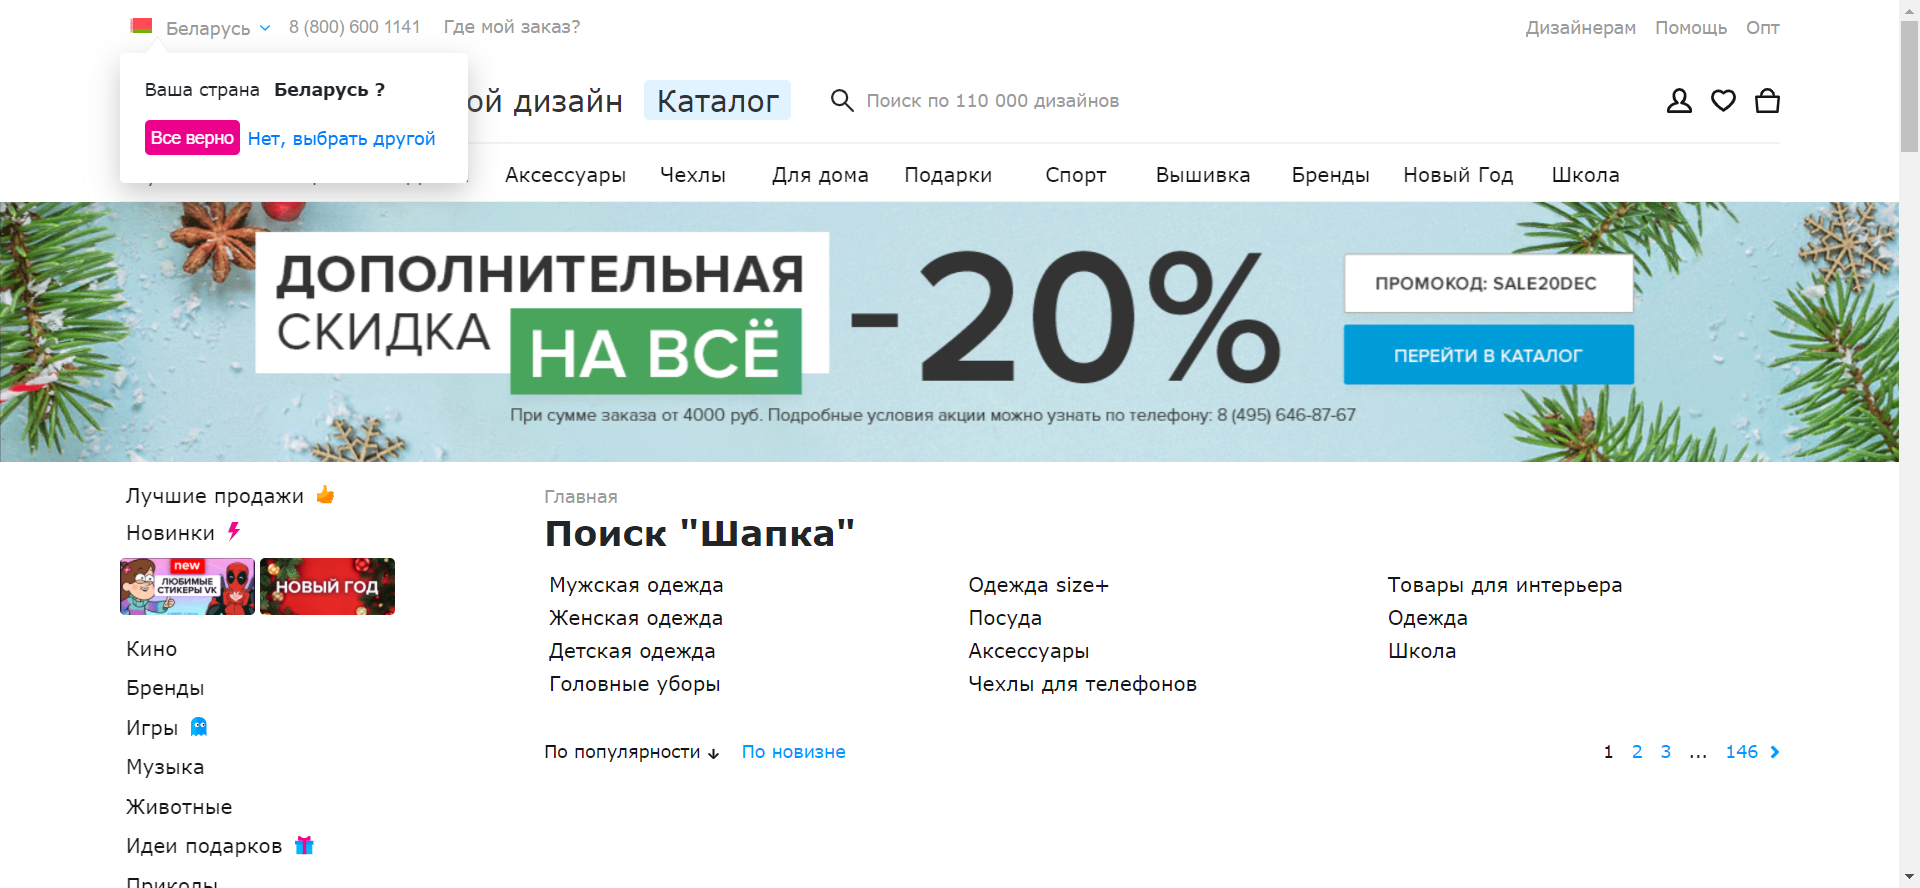 Беларусь 8 (800) 600 1141 Где мой заказ? Дизайнерам Помощь Опт
Ваша страна Беларусь ?
Все верно Нет, выбрать другой
ой дизайн Каталог Поиск по 110 000 дизайнов
Аксессуары Чехлы Для дома Подарки Спорт Вышивка Бренды Новый Год Школа
ДОПОЛНИТЕЛЬНАЯ
СКИДКА НА ВСЁ
-20%
ПРОМОКОД: SALE20DEC
ПЕРЕЙТИ В КАТАЛОГ
При сумме заказа от 4000 руб. Подробные условия акции можно узнать по телефону: 8 (495) 646-87-67
Лучшие продажи
Новинки
new
ЛЮБИМЫЕ
СТИКЕРЫ VK
НОВЫЙ ГОД
Кино
Бренды
Игры
Музыка
Животные
Идеи подарков
Приколы
Главная
Поиск "Шапка"
Мужская одежда
Женская одежда
Детская одежда
Головные уборы
Одежда size+
Посуда
Аксессуары
Чехлы для телефонов
Товары для интерьера
Одежда
Школа
По популярности По новизне 1 2 3 ... 146